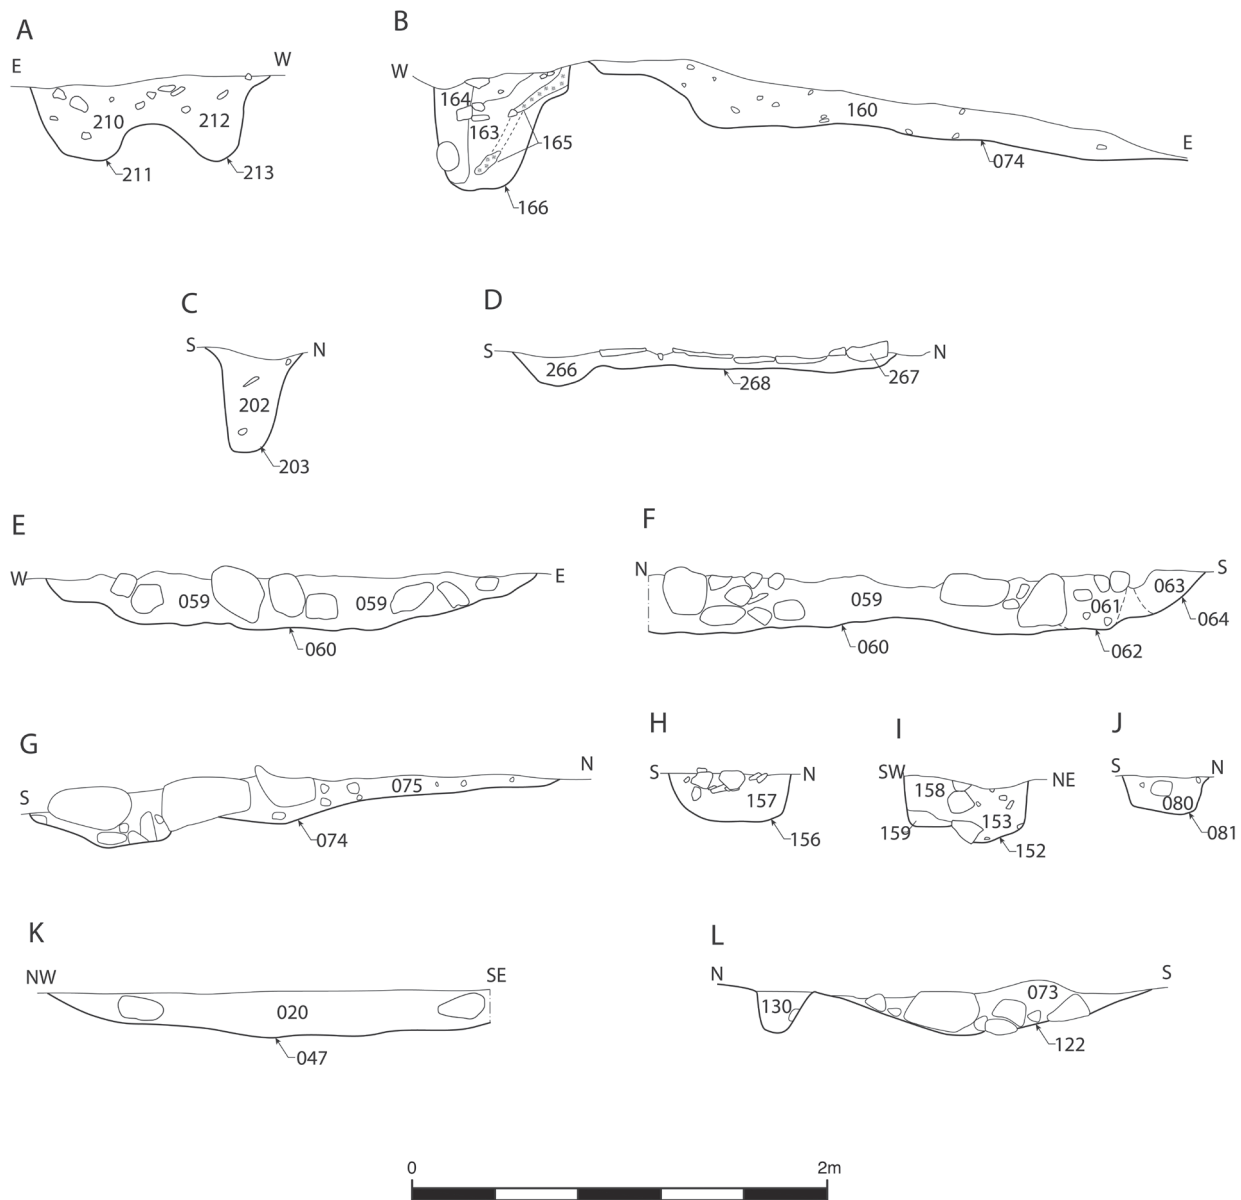 A
E
W
210
212
211
213
B
W
164
163
165
166
160
074
E
C
S
N
202
203
D
S
N
266
268
267
E
W
E
059
059
060
F
N
S
059
061
063
064
060
062
G
S
N
075
074
H
S
N
157
156
I
SW
NE
158
153
159
152
J
S
N
080
081
K
NW
SE
020
047
L
N
S
130
073
122
0
2m